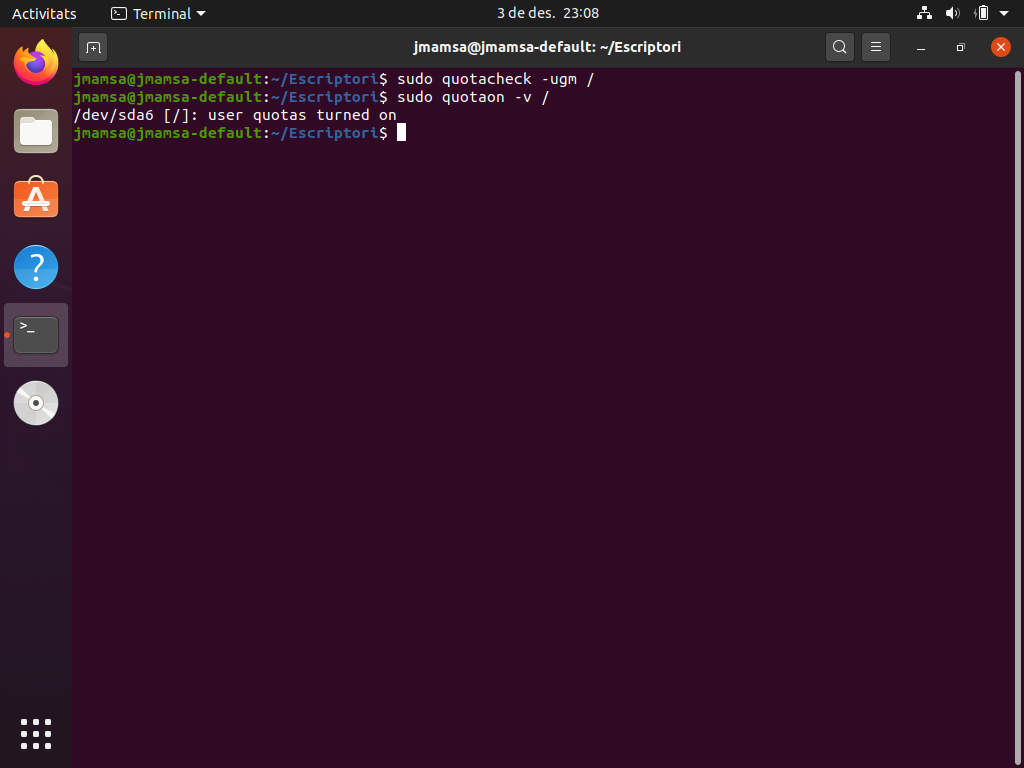 Activitats
Terminal
3 de des. 23:08
jmamsa@jmamsa-default: ~/Escriptori
jmamsa@jmamsa-default:~/Escriptori$ sudo quotacheck -ugm /
jmamsa@jmamsa-default:~/Escriptori$ sudo quotaon -v /
/dev/sda6 [/]: user quotas turned on
jmamsa@jmamsa-default:~/Escriptori$